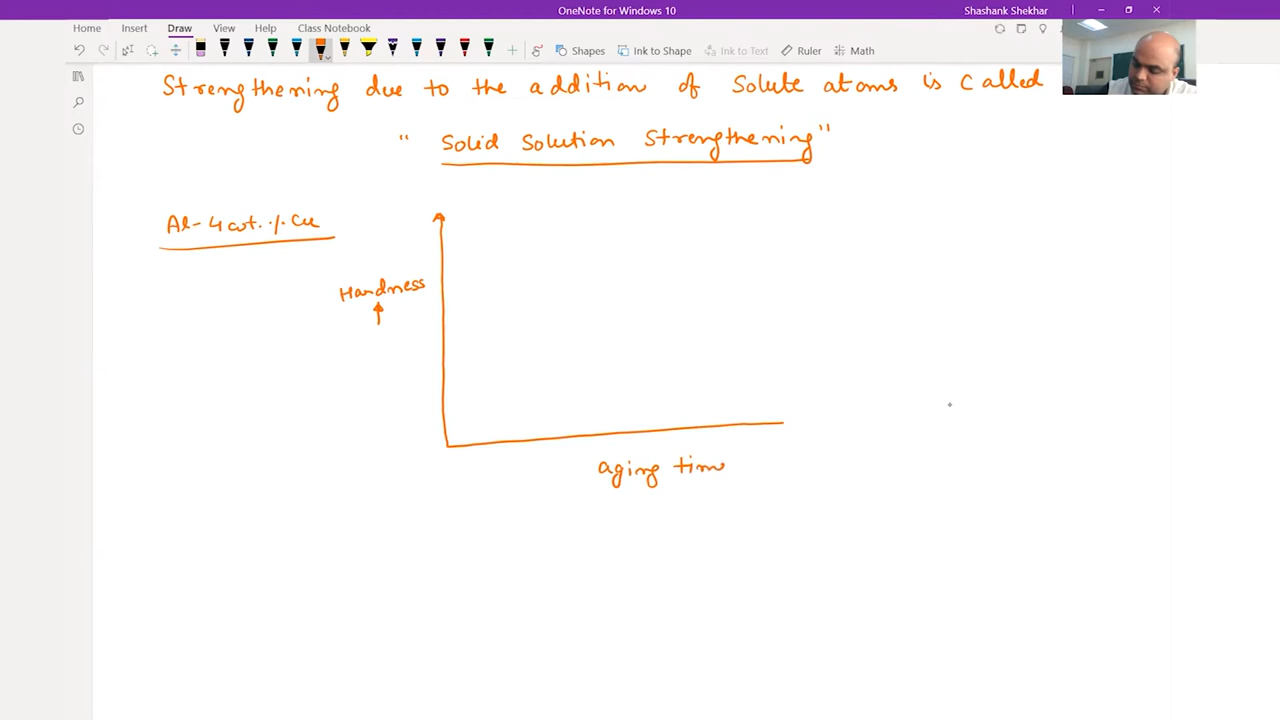 OneNote for Windows 10
Shashank Shekhar
Home Insert Draw View Help Class Notebook
Shapes Ink to Shape Ink to Text Ruler Math
Strengthening due to the addition of Solute atoms is called
" Solid Solution Strengthening "
Al-4wt.%Cu
Hardness
aging time